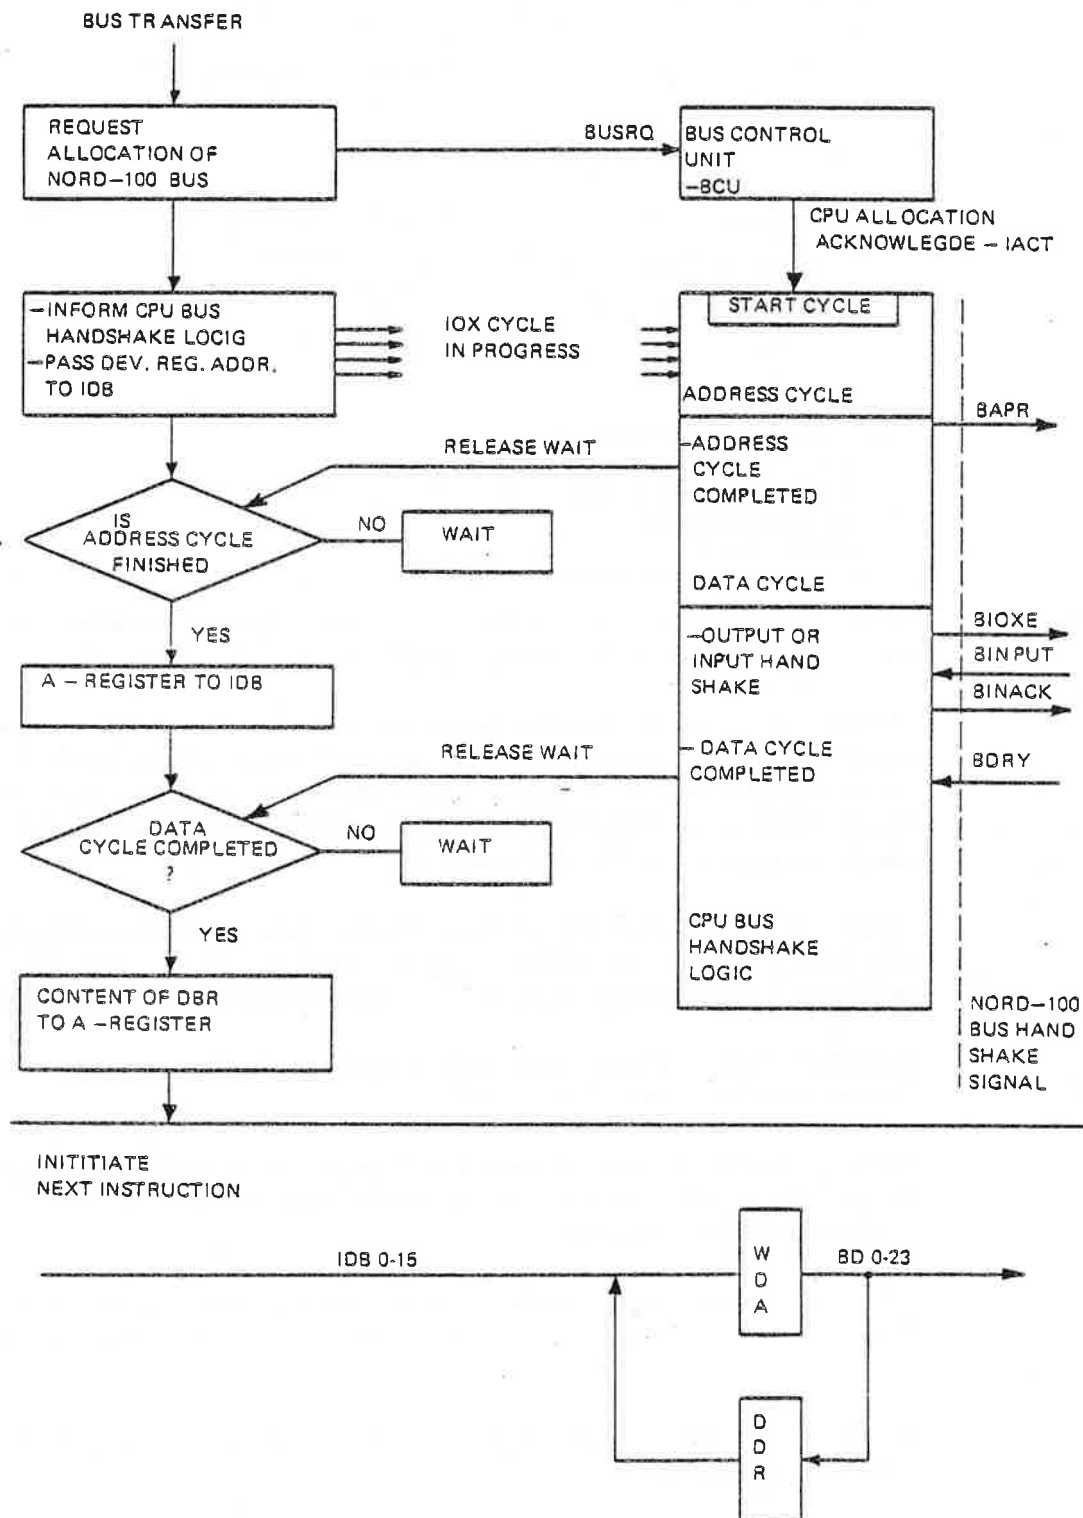 BUS TRANSFER
REQUEST
ALLOCATION OF
NORD-100 BUS
BUSRQ
BUS CONTROL
UNIT
-BCU
CPU ALLOCATION
ACKNOWLEGDE - IACT
-INFORM CPU BUS
HANDSHAKE LOCIG
-PASS DEV. REG. ADDR.
TO IDB
IOX CYCLE
IN PROGRESS
START CYCLE
ADDRESS CYCLE
BAPR
RELEASE WAIT
-ADDRESS
CYCLE
COMPLETED
IS
ADDRESS CYCLE
FINISHED
NO
WAIT
DATA CYCLE
YES
BIOXE
-OUTPUT OR
INPUT HAND
SHAKE
BINPUT
BINACK
A - REGISTER TO IDB
RELEASE WAIT
- DATA CYCLE
COMPLETED
BDRY
DATA
CYCLE COMPLETED
?
NO
WAIT
YES
CPU BUS
HANDSHAKE
LOGIC
CONTENT OF DBR
TO A -REGISTER
NORD-100
BUS HAND
SHAKE
SIGNAL
INITITIATE
NEXT INSTRUCTION
IDB 0-15
W
D
A
BD 0-23
D
D
R